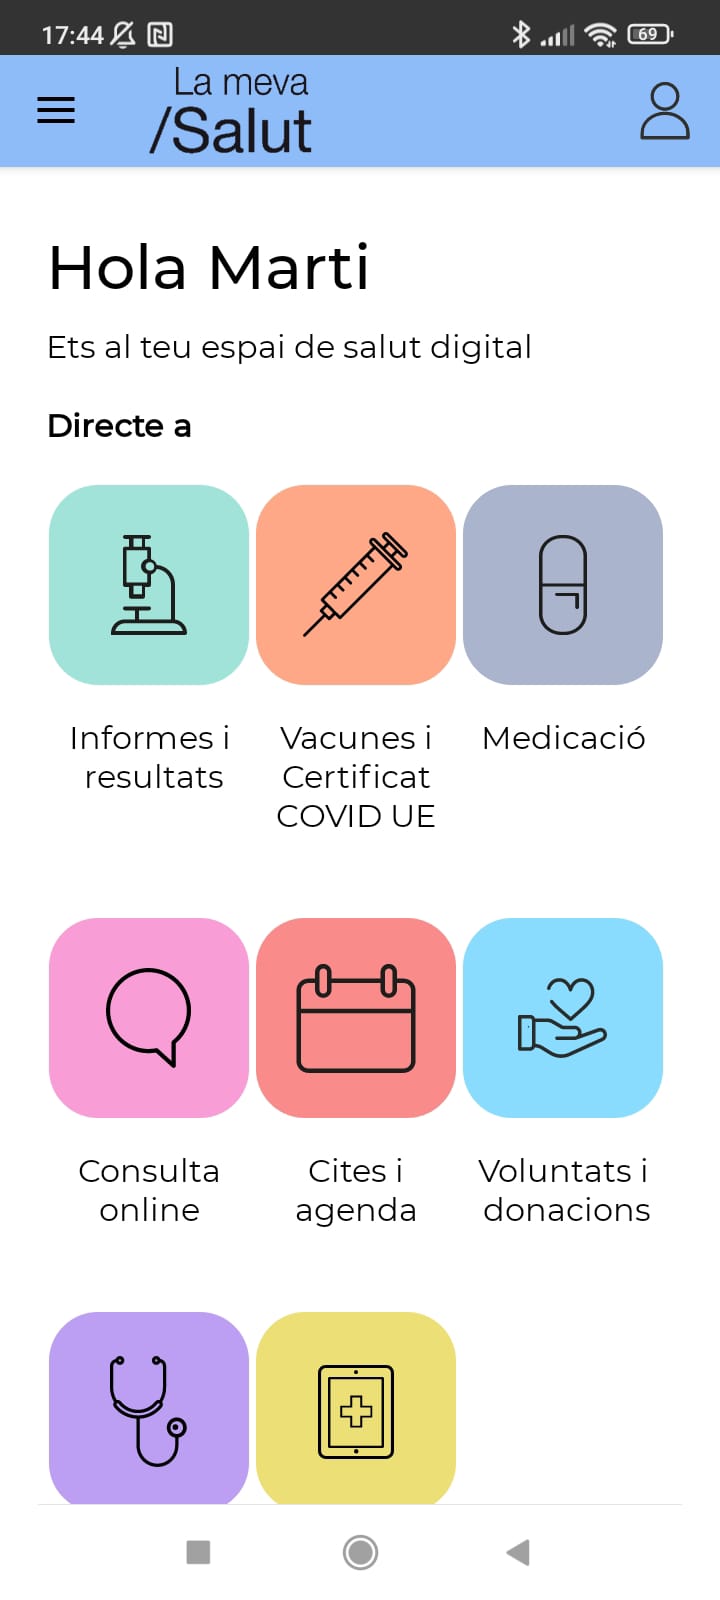 17:44
69
La meva
/Salut
Hola Marti
Ets al teu espai de salut digital
Directe a
Informes i
resultats
Vacunes i
Certificat
COVID UE
Medicació
Consulta
online
Cites i
agenda
Voluntats i
donacions